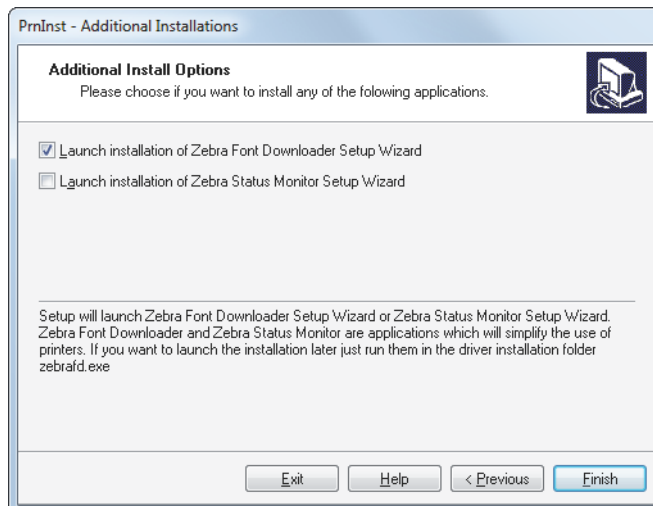 PrnInst - Additional Installations
Additional Install Options
Please choose if you want to install any of the folowing applications.
Launch installation of Zebra Font Downloader Setup Wizard
Launch installation of Zebra Status Monitor Setup Wizard
Setup will launch Zebra Font Downloader Setup Wizard or Zebra Status Monitor Setup Wizard.
Zebra Font Downloader and Zebra Status Monitor are applications which will simplify the use of
printers. If you want to launch the installation later just run them in the driver installation folder
zebrafd.exe
Exit
Help
< Previous
Finish